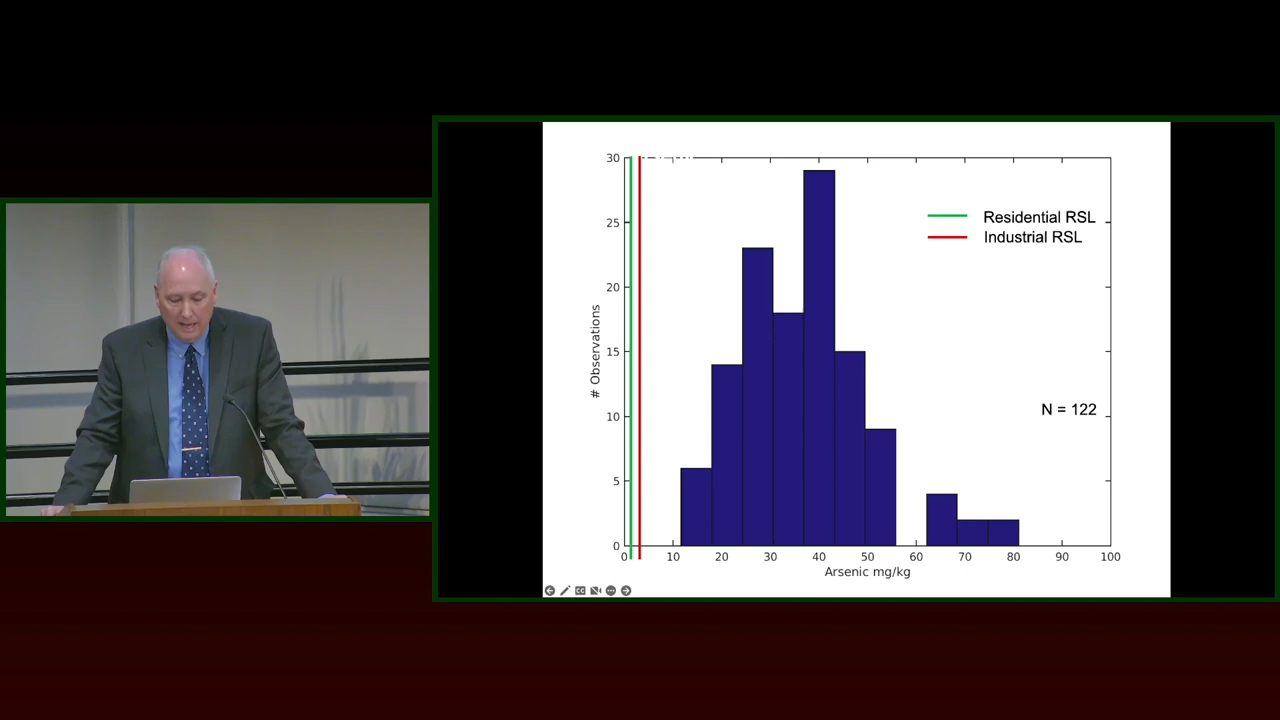 30
25
20
15
10
5
0
# Observations
Residential RSL
Industrial RSL
N = 122
0 10 20 30 40 50 60 70 80 90 100
Arsenic mg/kg
CC